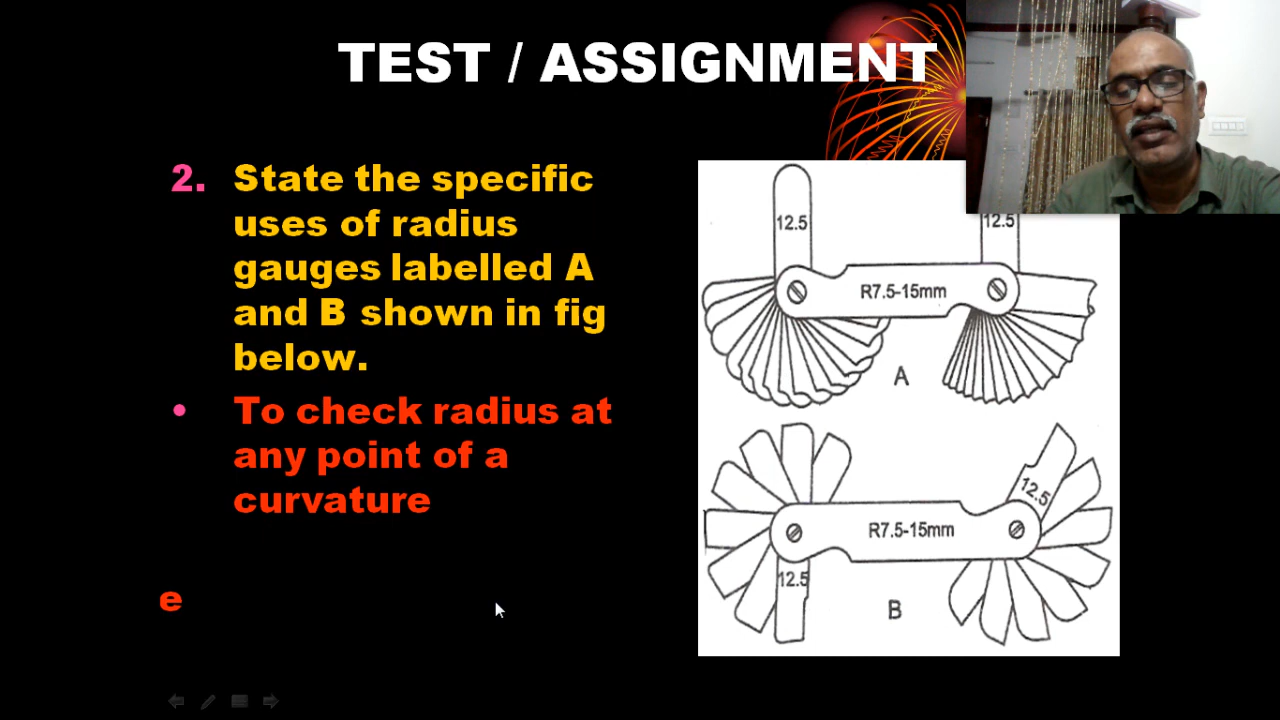 TEST / ASSIGNMENT
2. State the specific
uses of radius
gauges labelled A
and B shown in fig
below.
• To check radius at
any point of a
curvature
e
12.5
12.5
R7.5-15mm
A
12.5
R7.5-15mm
12.5
B